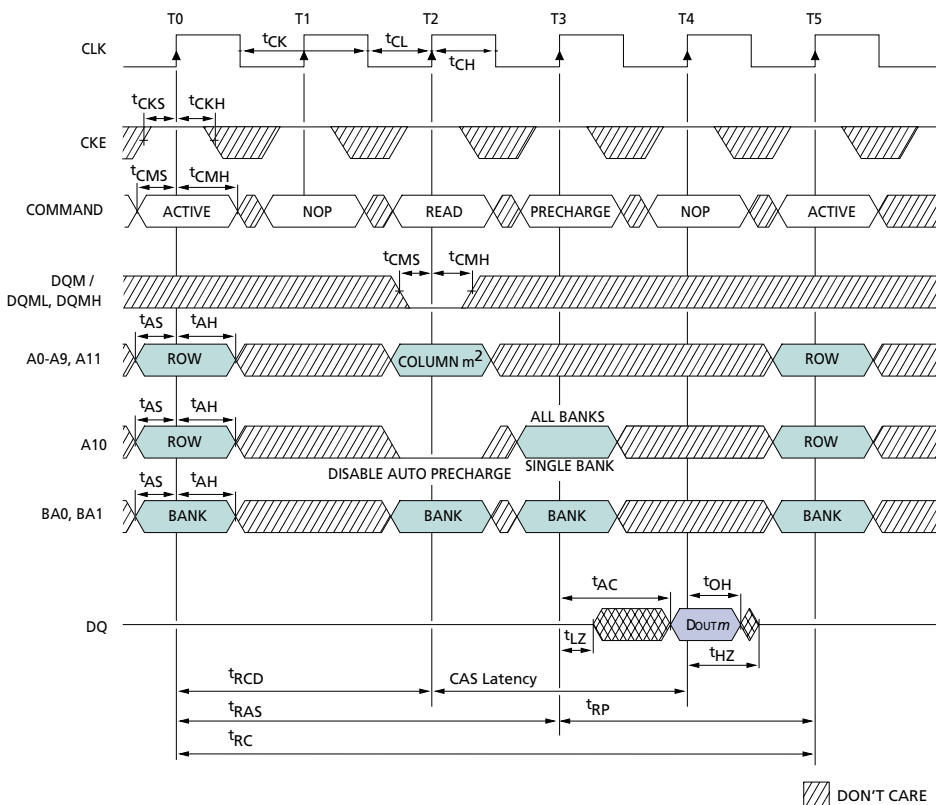 T0 T1 T2 T3 T4 T5
CLK
tCK tCL
tCH
tCKS tCKH
CKE
tCMS tCMH
COMMAND ACTIVE NOP READ PRECHARGE NOP ACTIVE
tCMS tCMH
DQM /
DQML, DQMH
tAS tAH
A0-A9, A11 ROW COLUMN m2 ROW
tAS tAH
ALL BANKS
A10 ROW ROW
DISABLE AUTO PRECHARGE SINGLE BANK
tAS tAH
BA0, BA1 BANK BANK BANK BANK
tAC tOH
DQ DOUT m
tLZ
tHZ
tRCD CAS Latency
tRAS tRP
tRC
DON'T CARE